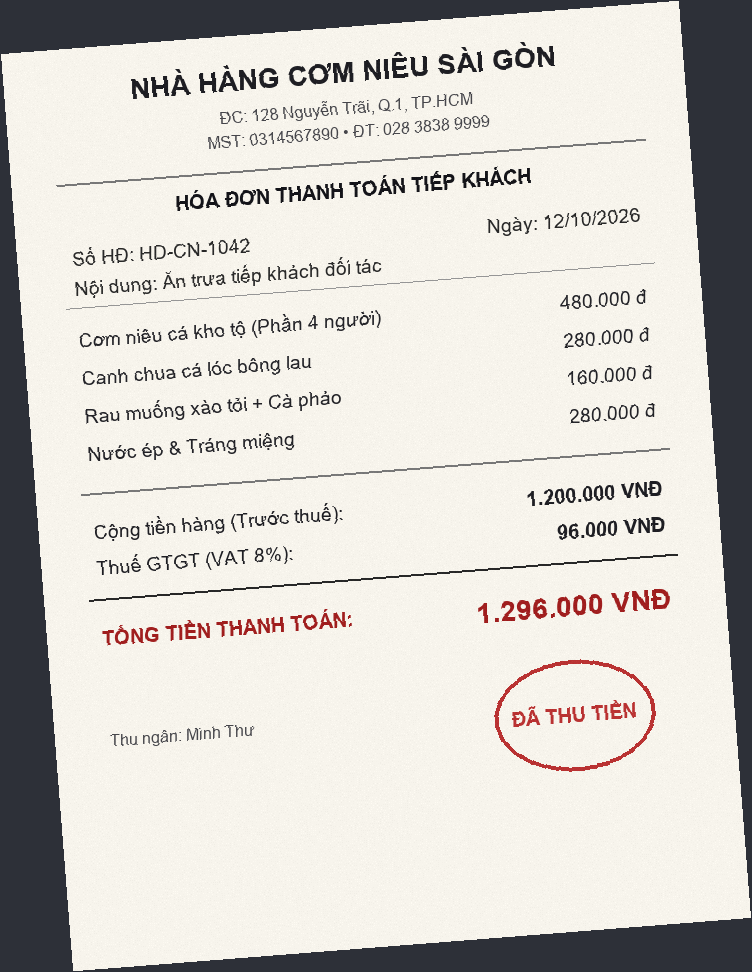 NHÀ HÀNG CƠM NIÊU SÀI GÒN
ĐC: 128 Nguyễn Trãi, Q.1, TP.HCM
MST: 0314567890 • ĐT: 028 3838 9999
HÓA ĐƠN THANH TOÁN TIẾP KHÁCH
Số HĐ: HD-CN-1042 Ngày: 12/10/2026
Nội dung: Ăn trưa tiếp khách đối tác
Cơm niêu cá kho tộ (Phần 4 người) 480.000 đ
Canh chua cá lóc bông lau 280.000 đ
Rau muống xào tỏi + Cà pháo 160.000 đ
Nước ép & Tráng miệng 280.000 đ
Cộng tiền hàng (Trước thuế): 1.200.000 VNĐ
Thuế GTGT (VAT 8%): 96.000 VNĐ
TỔNG TIỀN THANH TOÁN: 1.296.000 VNĐ
ĐÃ THU TIỀN
Thu ngân: Minh Thư